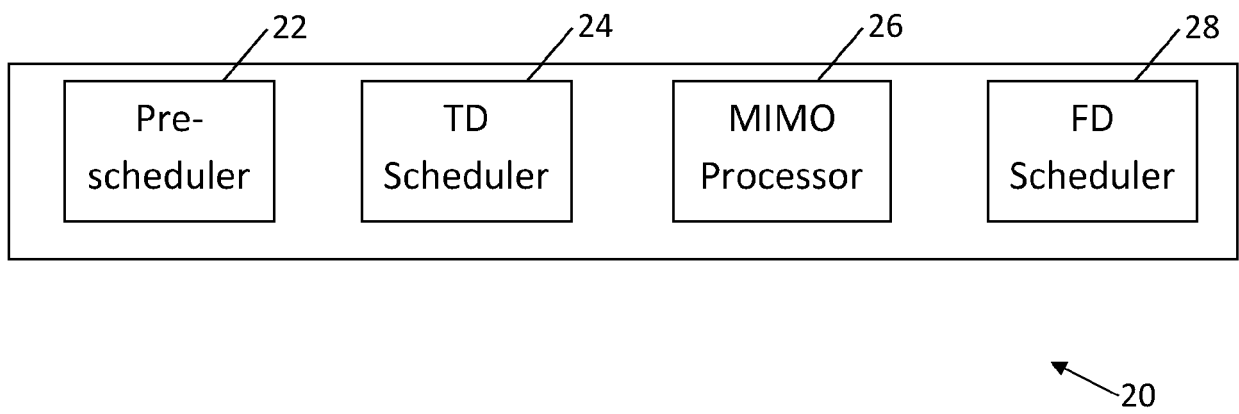 22
24
26
28
Pre-
scheduler
TD
Scheduler
MIMO
Processor
FD
Scheduler
20